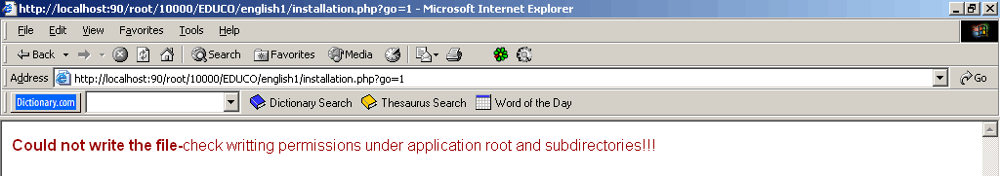 http://localhost:90/root/10000/EDUCO/english1/installation.php?go=1 - Microsoft Internet Explorer
File Edit View Favorites Tools Help
Back Search Favorites Media
Address http://localhost:90/root/10000/EDUCO/english1/installation.php?go=1 Go
Dictionary.com Dictionary Search Thesaurus Search Word of the Day
Could not write the file-check writting permissions under application root and subdirectories!!!